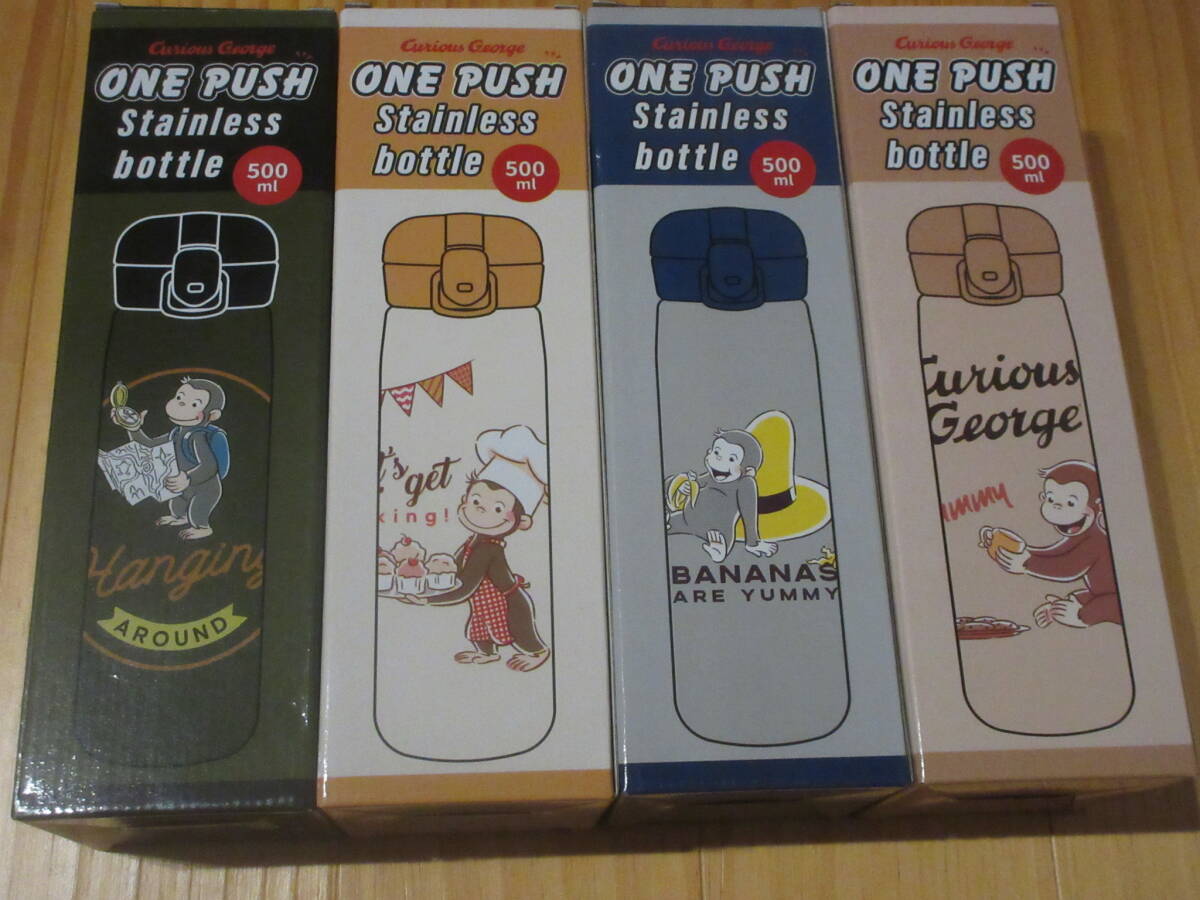 Curious George
ONE PUSH
Stainless
bottle
500
ml
Hanging
AROUND
Curious George
ONE PUSH
Stainless
bottle
500
ml
get
Curious George
ONE PUSH
Stainless
bottle
500
ml
BANANAS
ARE YUMMY
Curious George
ONE PUSH
Stainless
bottle
500
ml
Curious
George